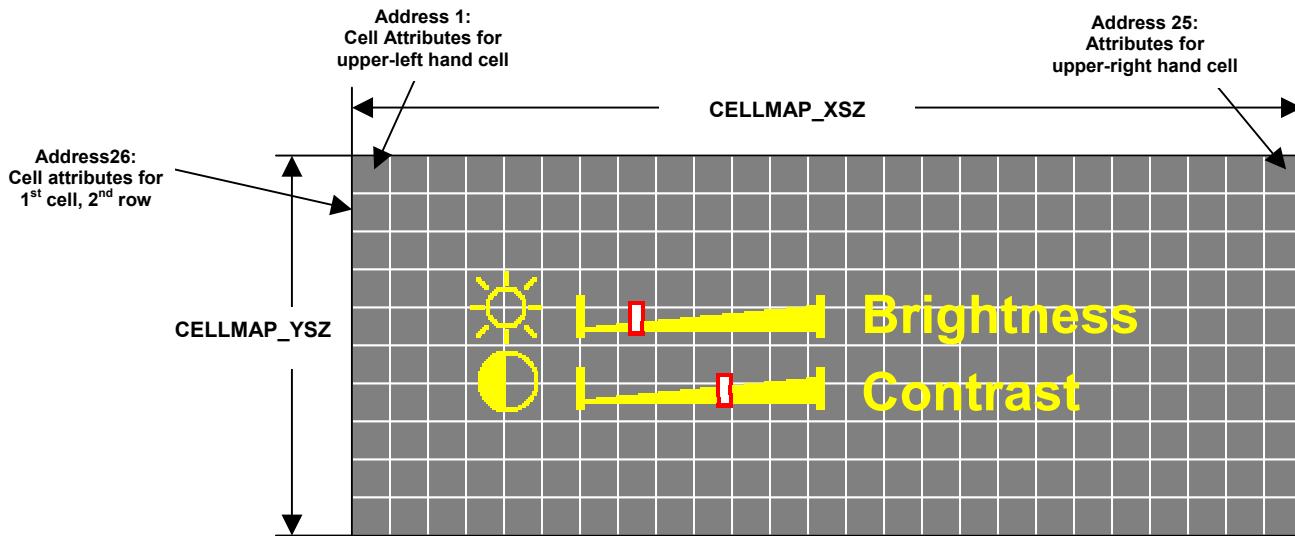 Address 1:
Cell Attributes for
upper-left hand cell
Address 25:
Attributes for
upper-right hand cell
CELLMAP_XSZ
Address26:
Cell attributes for
1st cell, 2nd row
CELLMAP_YSZ
Brightness
Contrast